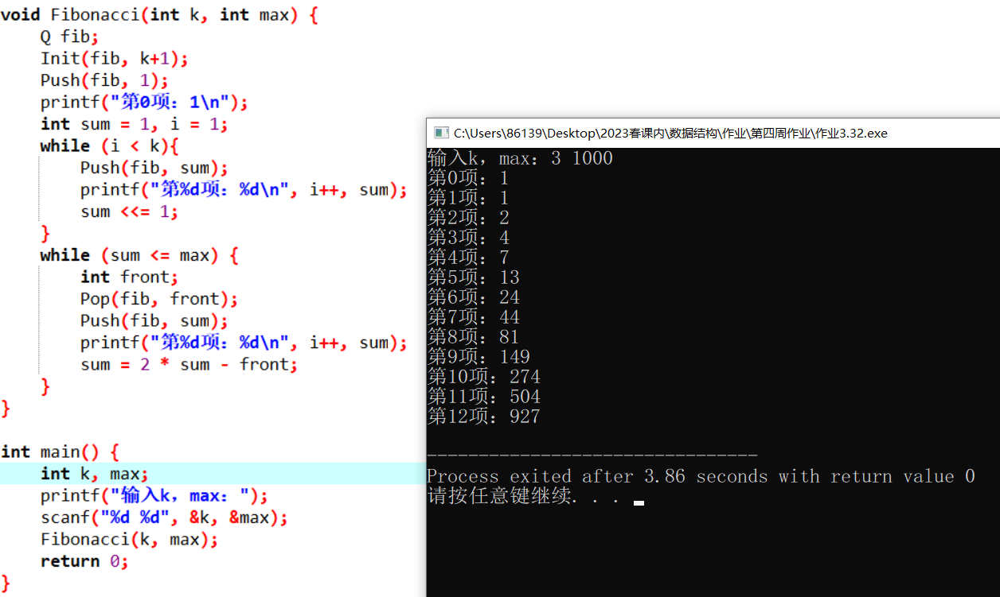 void Fibonacci(int k, int max) {
Q fib;
Init(fib, k+1);
Push(fib, 1);
printf("第0项：1\n");
int sum = 1, i = 1;
while (i < k){
Push(fib, sum);
printf("第%d项：%d\n", i++, sum);
sum <<= 1;
}
while (sum <= max) {
int front;
Pop(fib, front);
Push(fib, sum);
printf("第%d项：%d\n", i++, sum);
sum = 2 * sum - front;
}
}
int main() {
int k, max;
printf("输入k，max：");
scanf("%d %d", &k, &max);
Fibonacci(k, max);
return 0;
}
C:\Users\86139\Desktop\2023春课内\数据结构\作业\第四周作业\作业3.32.exe
输入k，max：3 1000
第0项：1
第1项：1
第2项：2
第3项：4
第4项：7
第5项：13
第6项：24
第7项：44
第8项：81
第9项：149
第10项：274
第11项：504
第12项：927
--------------------------------
Process exited after 3.86 seconds with return value 0
请按任意键继续. . .